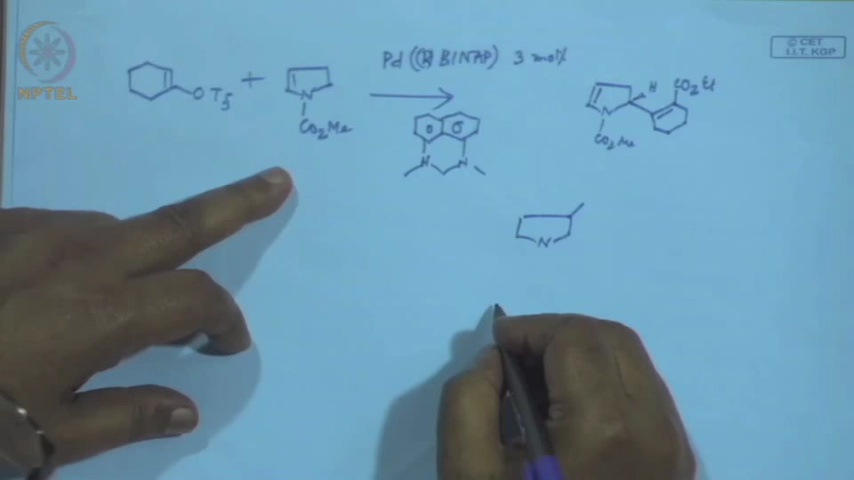 NPTEL
© CET
I.I.T. KGP
Pd ((R) BINAP) 3 mol%
OTf + N
CO2Me
N N
H
CO2Et
N
CO2Me
N